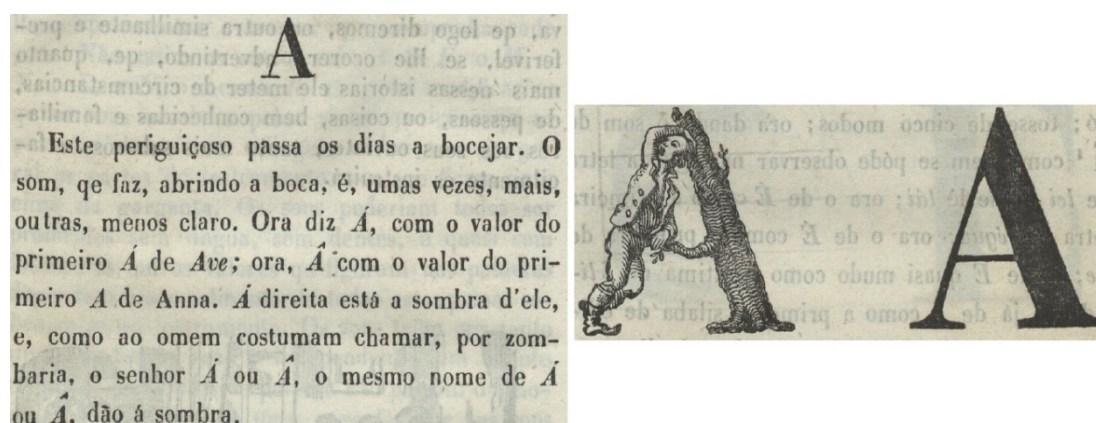 A
Este periguiçoso passa os dias a bocejar. O
som, qe faz, abrindo a boca, é, umas vezes, mais,
outras, menos claro. Ora diz Á, com o valor do
primeiro Á de Ave; ora, Á com o valor do pri-
meiro A de Anna. Á direita está a sombra d'ele,
e, como ao omem costumam chamar, por zom-
baria, o senhor Á ou Á, o mesmo nome de Á
ou Â, dão á sombra.
A A